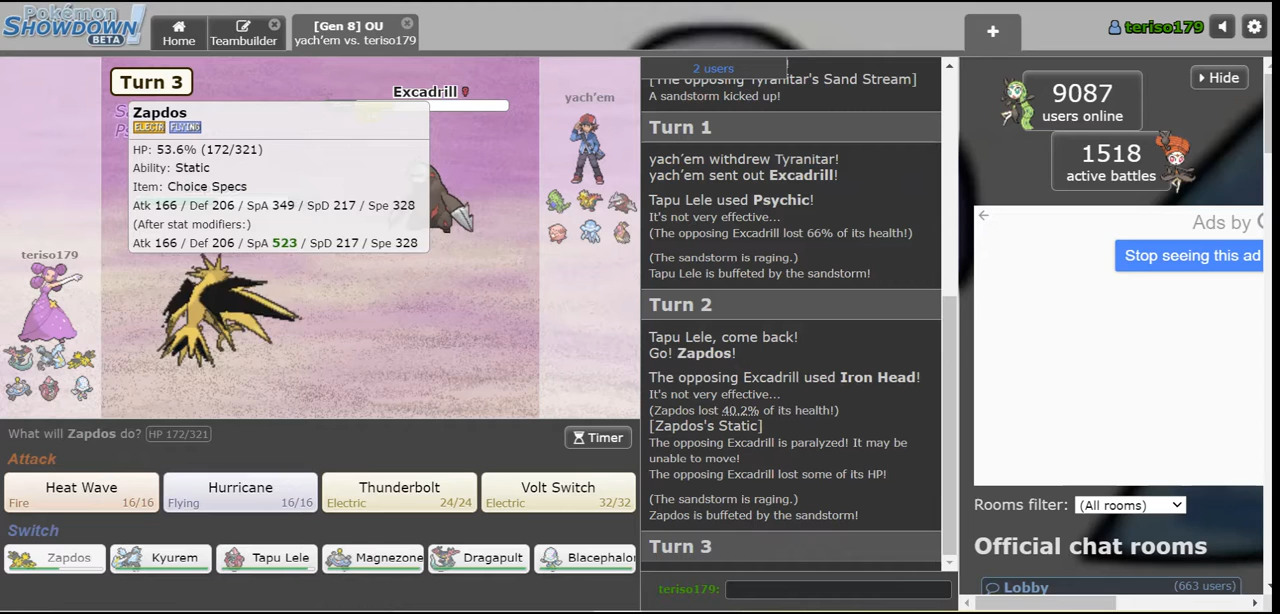 Pokémon
SHOWDOWN!
BETA
Home
Teambuilder
[Gen 8] OU
yach'em vs. teriso179
+
teriso179
Turn 3
Excadrill
yach'em
Zapdos
ELECTR FLYING
HP: 53.6% (172/321)
Ability: Static
Item: Choice Specs
Atk 166 / Def 206 / SpA 349 / SpD 217 / Spe 328
(After stat modifiers:)
Atk 166 / Def 206 / SpA 523 / SpD 217 / Spe 328
teriso179
What will Zapdos do? HP 172/321
Timer
Attack
Heat Wave
Fire 16/16
Hurricane
Flying 16/16
Thunderbolt
Electric 24/24
Volt Switch
Electric 32/32
Switch
Zapdos
Kyurem
Tapu Lele
Magnezone
Dragapult
Blacephalon
2 users
[The opposing Tyranitar's Sand Stream]
A sandstorm kicked up!
Turn 1
yach'em withdrew Tyranitar!
yach'em sent out Excadrill!
Tapu Lele used Psychic!
It's not very effective...
(The opposing Excadrill lost 66% of its health!)
(The sandstorm is raging.)
Tapu Lele is buffeted by the sandstorm!
Turn 2
Tapu Lele, come back!
Go! Zapdos!
The opposing Excadrill used Iron Head!
It's not very effective...
(Zapdos lost 40.2% of its health!)
[Zapdos's Static]
The opposing Excadrill is paralyzed! It may be
unable to move!
The opposing Excadrill lost some of its HP!
(The sandstorm is raging.)
Zapdos is buffeted by the sandstorm!
Turn 3
teriso179:
Hide
9087
users online
1518
active battles
Ads by G
Stop seeing this ad
Rooms filter: (All rooms)
Official chat rooms
Lobby (663 users)